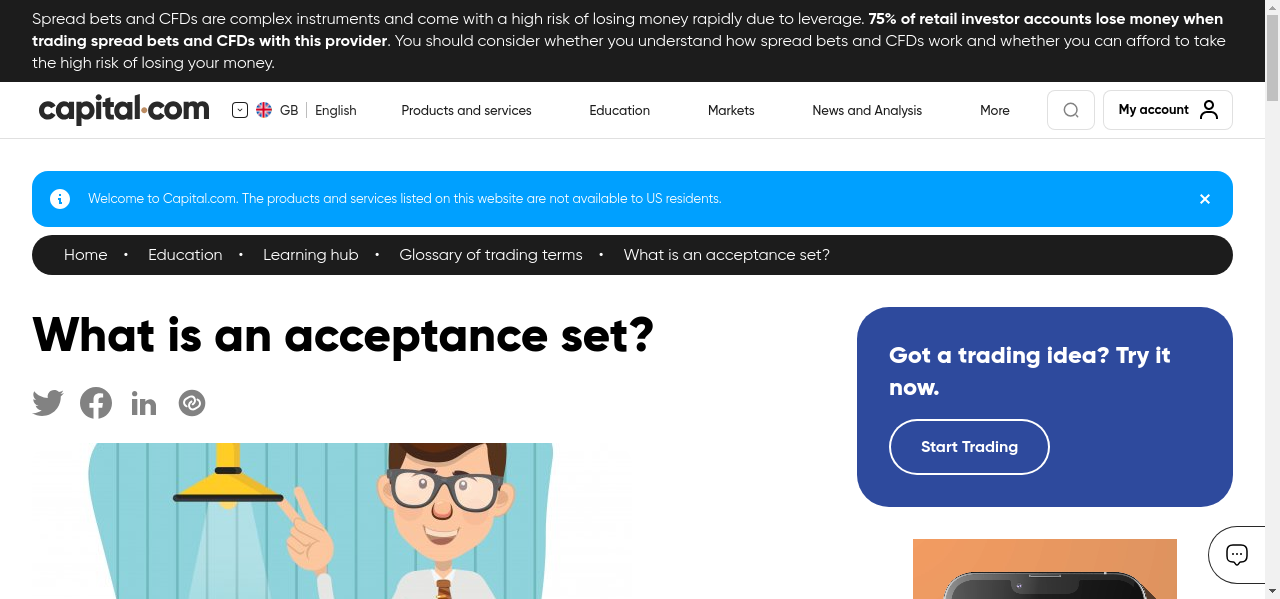 Spread bets and CFDs are complex instruments and come with a high risk of losing money rapidly due to leverage. 75% of retail investor accounts lose money when
trading spread bets and CFDs with this provider. You should consider whether you understand how spread bets and CFDs work and whether you can afford to take
the high risk of losing your money.
capital.com
GB English
Products and services
Education
Markets
News and Analysis
More
My account
Welcome to Capital.com. The products and services listed on this website are not available to US residents.
Home • Education • Learning hub • Glossary of trading terms • What is an acceptance set?
What is an acceptance set?
Got a trading idea? Try it
now.
Start Trading